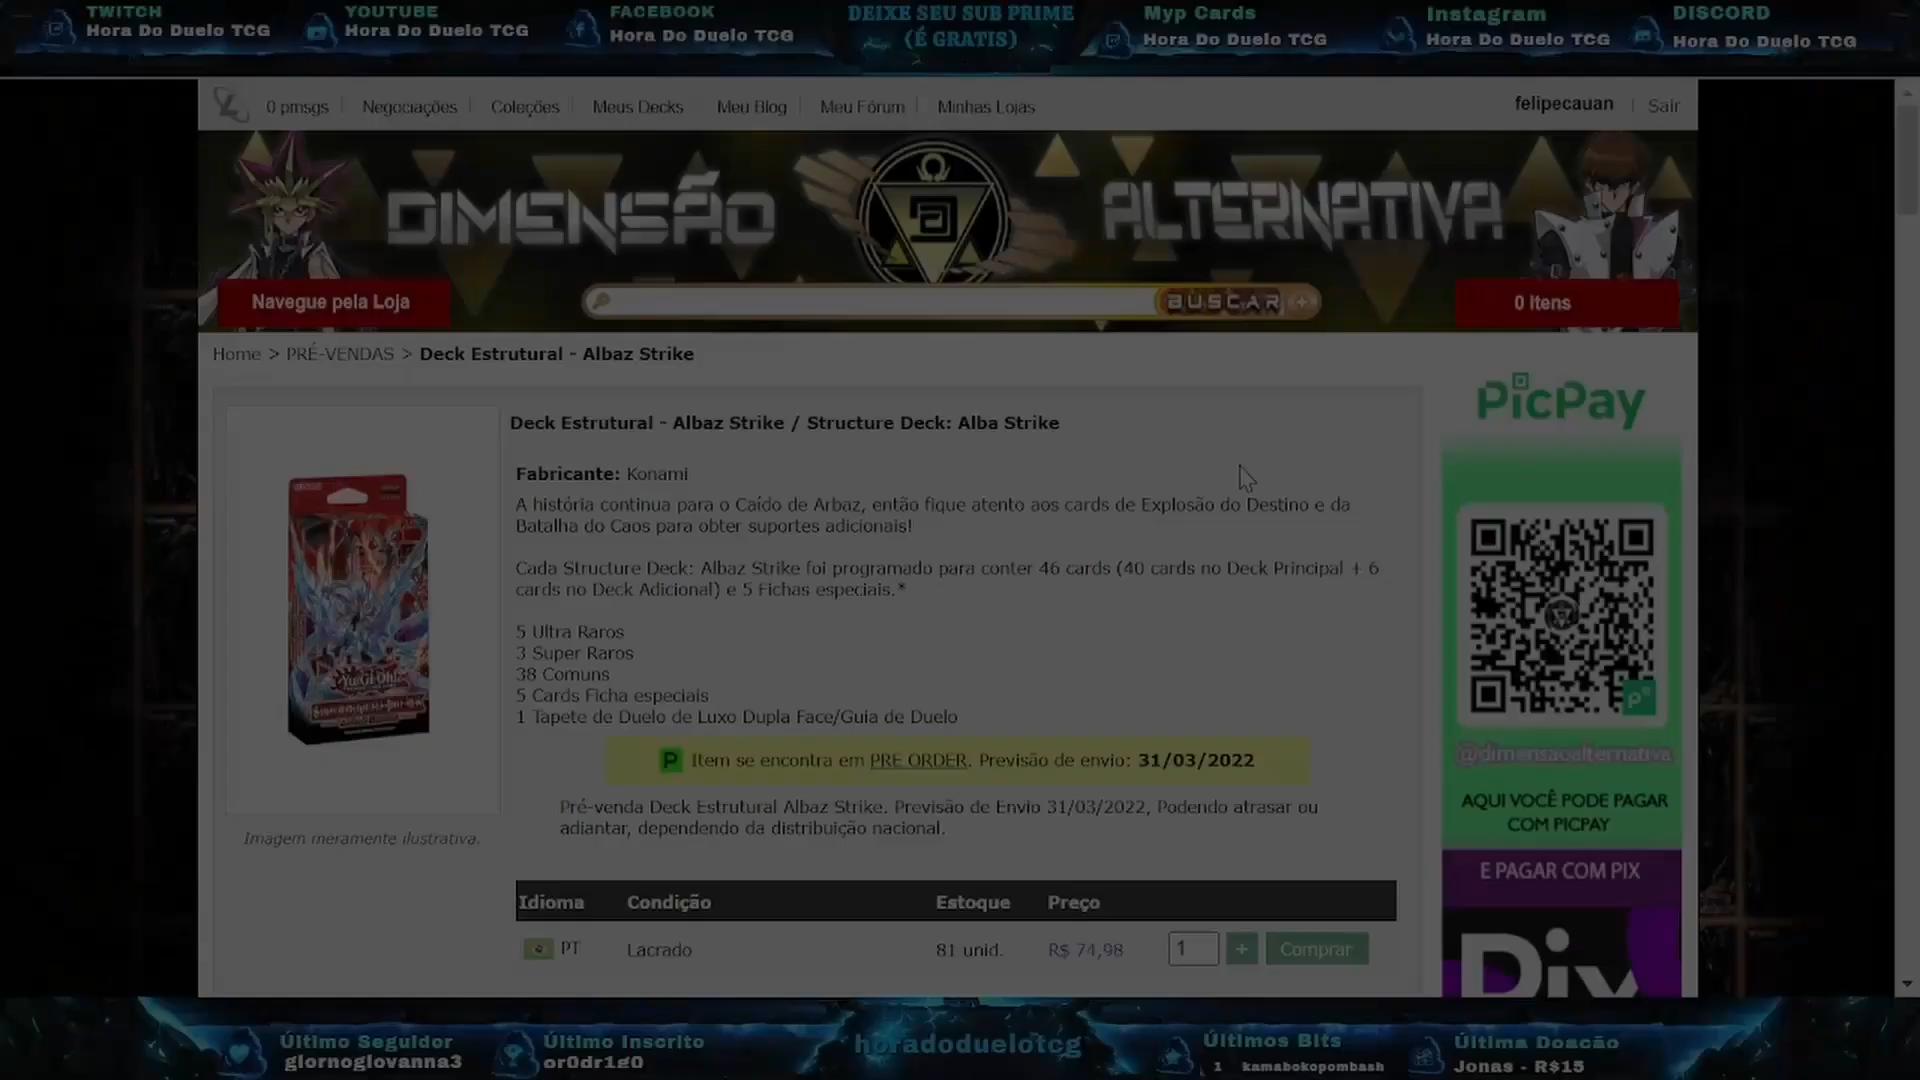 TWITCH
Hora Do Duelo TCG
YOUTUBE
Hora Do Duelo TCG
FACEBOOK
Hora Do Duelo TCG
DEIXE SEU SUB PRIME
(É GRATIS)
Myp Cards
Hora Do Duelo TCG
Instagram
Hora Do Duelo TCG
DISCORD
Hora Do Duelo TCG
0 pmsgs
Negociações
Coleções
Meus Decks
Meu Blog
Meu Fórum
Minhas Lojas
felipecauan
Sair
DIMENSÃO
ALTERNATIVA
Navegue pela Loja
BUSCAR
0 Itens
Home > PRÉ-VENDAS > Deck Estrutural - Albaz Strike
Deck Estrutural - Albaz Strike / Structure Deck: Alba Strike
Fabricante: Konami
A história continua para o Caído de Arbaz, então fique atento aos cards de Explosão do Destino e da
Batalha do Caos para obter suportes adicionais!
Cada Structure Deck: Albaz Strike foi programado para conter 46 cards (40 cards no Deck Principal + 6
cards no Deck Adicional) e 5 Fichas especiais.*
5 Ultra Raros
3 Super Raros
38 Comuns
5 Cards Ficha especiais
1 Tapete de Duelo de Luxo Dupla Face/Guia de Duelo
P Item se encontra em PRE ORDER. Previsão de envio: 31/03/2022
Pré-venda Deck Estrutural Albaz Strike. Previsão de Envio 31/03/2022, Podendo atrasar ou
adiantar, dependendo da distribuição nacional.
Imagem meramente ilustrativa.
Idioma Condição Estoque Preço
PT Lacrado 81 unid. R$ 74,98 1 + Comprar
PicPay
@dimensaoalternativa
AQUI VOCÊ PODE PAGAR
COM PICPAY
E PAGAR COM PIX
Último Seguidor
giornogiovanna3
Último Inscrito
or0dr1g0
horadoduelotcg
Últimos Bits
1 kamabokopombash
Última Doacão
Jonas - R$15